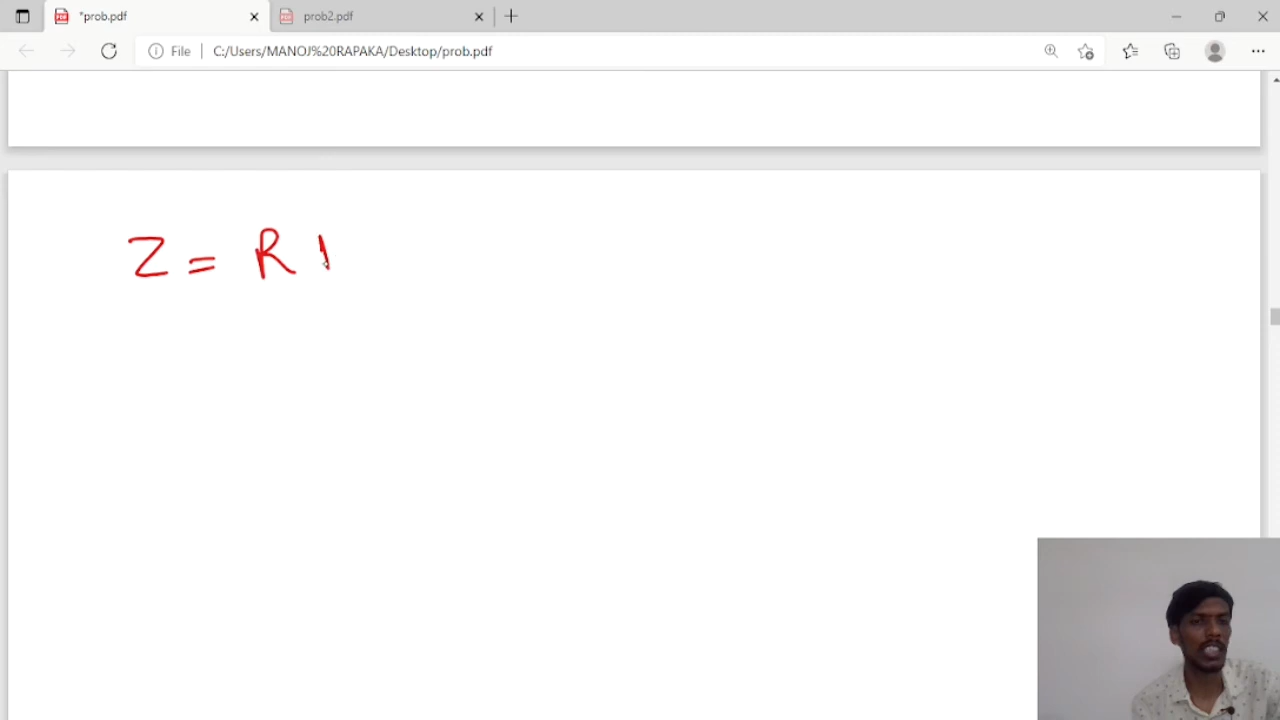 *prob.pdf prob2.pdf
File C:/Users/MANOJ%20RAPAKA/Desktop/prob.pdf
Z = R